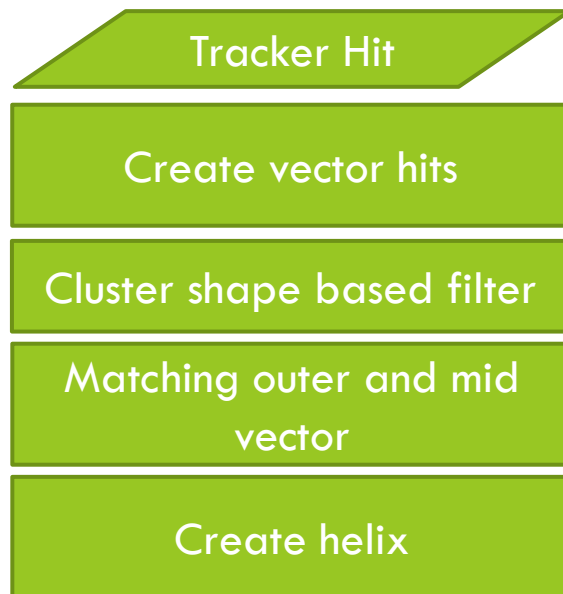 Tracker Hit
Create vector hits
Cluster shape based filter
Matching outer and mid
vector
Create helix